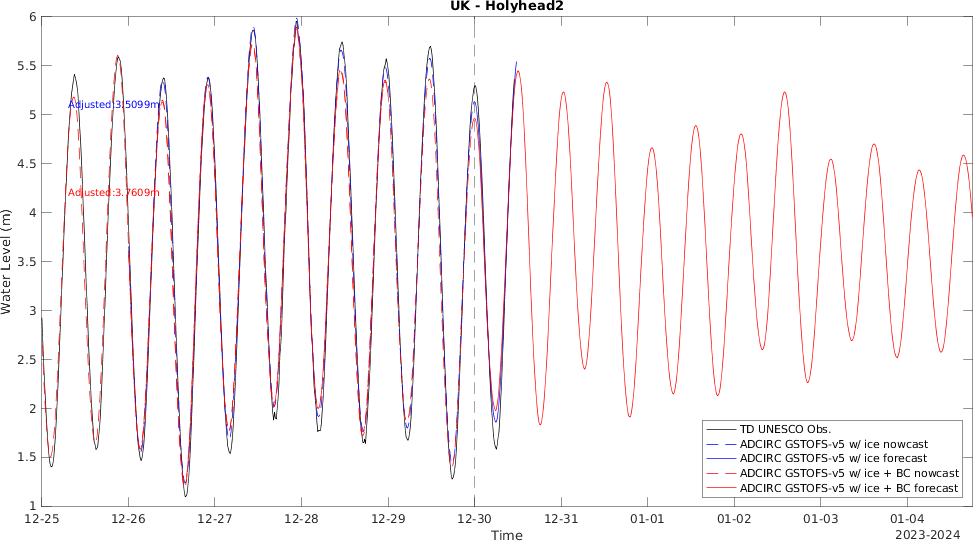 UK - Holyhead2
6
5.5
5
4.5
4
3.5
3
2.5
2
1.5
1
Water Level (m)
Adjusted:3.5099m
Adjusted:3.7609m
TD UNESCO Obs.
ADCIRC GSTOFS-v5 w/ ice nowcast
ADCIRC GSTOFS-v5 w/ ice forecast
ADCIRC GSTOFS-v5 w/ ice + BC nowcast
ADCIRC GSTOFS-v5 w/ ice + BC forecast
12-25 12-26 12-27 12-28 12-29 12-30 12-31 01-01 01-02 01-03 01-04
Time
2023-2024